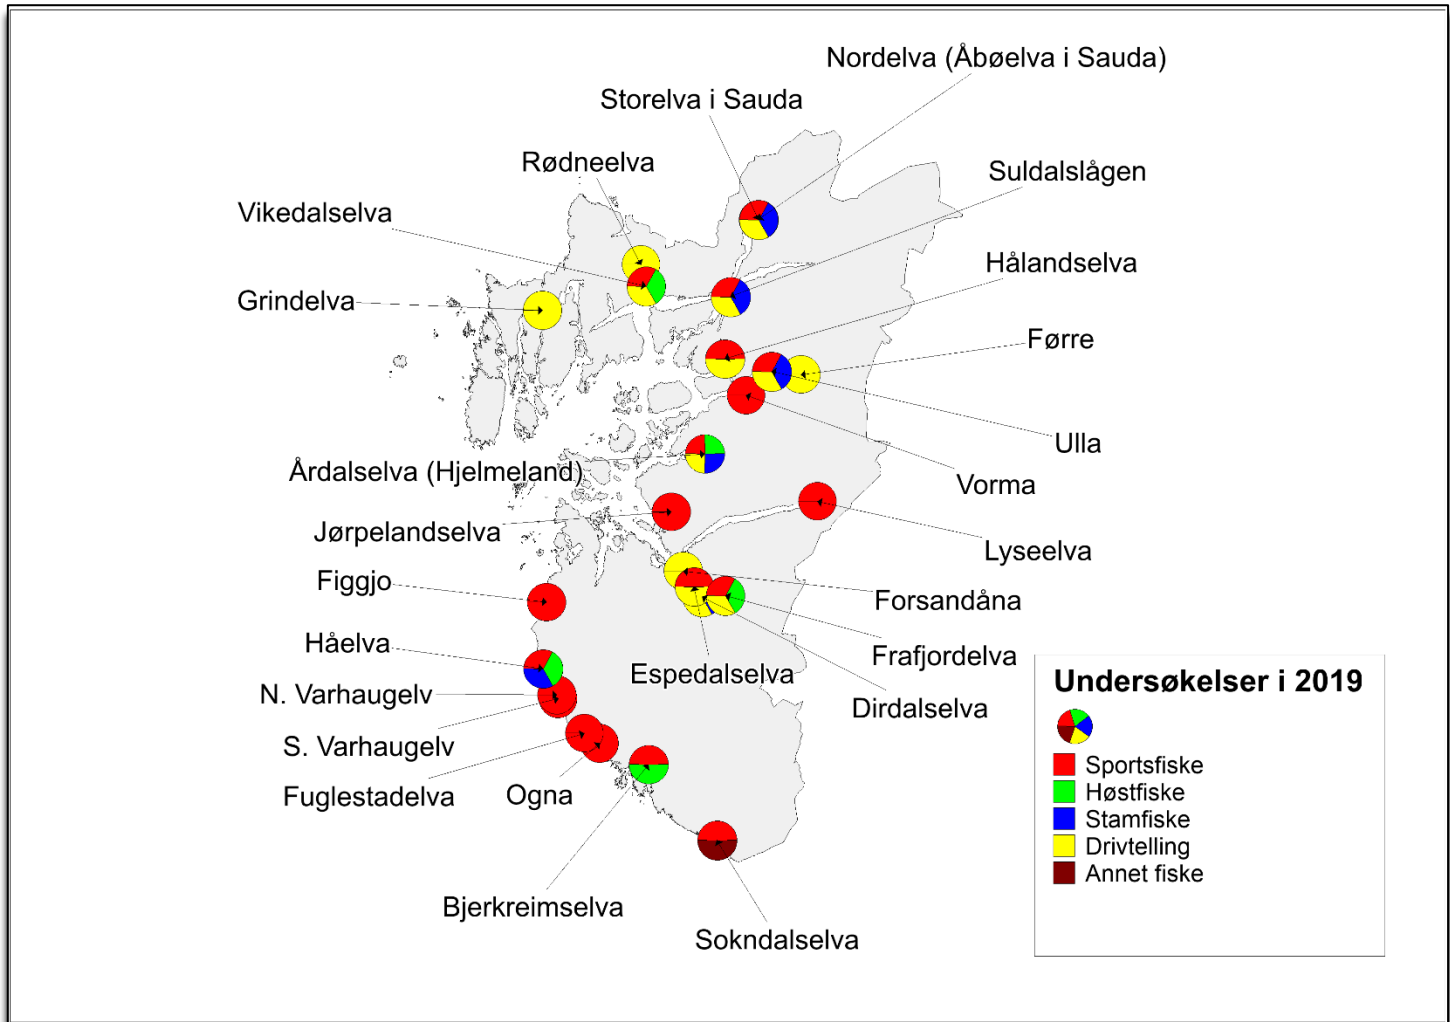 Nordelva (Åbøelva i Sauda)
Storelva i Sauda
Rødneelva
Suldalslågen
Vikedalselva
Hålandselva
Grindelva
Førre
Ulla
Årdalselva (Hjelmeland)
Vorma
Jørpelandselva
Lyseelva
Figgjo
Forsandåna
Håelva
Frafjordelva
Espedalselva
N. Varhaugelv
Dirdalselva
S. Varhaugelv
Fuglestadelva
Ogna
Bjerkreimselva
Sokndalselva
Undersøkelser i 2019
Sportsfiske
Høstfiske
Stamfiske
Drivtelling
Annet fiske